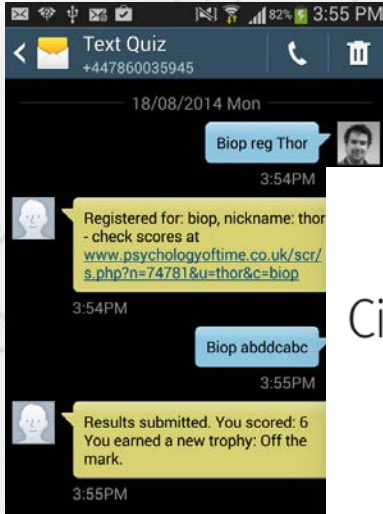 82% 3:55 PM
Text Quiz
+447860035945
18/08/2014 Mon
Biop reg Thor
3:54PM
Registered for: biop, nickname: thor
- check scores at
www.psychologyoftime.co.uk/scr/
s.php?n=74781&u=thor&c=biop
3:54PM
Ci
Biop abddcabc
3:55PM
Results submitted. You scored: 6
You earned a new trophy: Off the
mark.
3:55PM